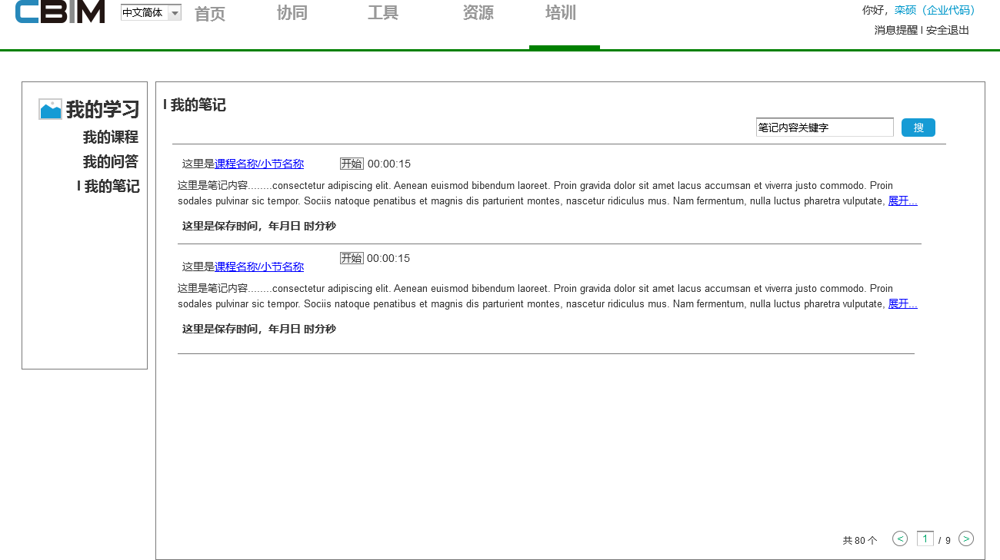 CBIM 中文简体 首页 协同 工具 资源 培训
你好，栾硕（企业代码）
消息提醒 I 安全退出
我的学习
我的课程
我的问答
I 我的笔记
I 我的笔记
笔记内容关键字 搜
这里是课程名称/小节名称 开始 00:00:15
这里是笔记内容........consectetur adipiscing elit. Aenean euismod bibendum laoreet. Proin gravida dolor sit amet lacus accumsan et viverra justo commodo. Proin
sodales pulvinar sic tempor. Sociis natoque penatibus et magnis dis parturient montes, nascetur ridiculus mus. Nam fermentum, nulla luctus pharetra vulputate, 展开...
这里是保存时间，年月日 时分秒
这里是课程名称/小节名称 开始 00:00:15
这里是笔记内容........consectetur adipiscing elit. Aenean euismod bibendum laoreet. Proin gravida dolor sit amet lacus accumsan et viverra justo commodo. Proin
sodales pulvinar sic tempor. Sociis natoque penatibus et magnis dis parturient montes, nascetur ridiculus mus. Nam fermentum, nulla luctus pharetra vulputate, 展开...
这里是保存时间，年月日 时分秒
共 80 个 < 1 / 9 >